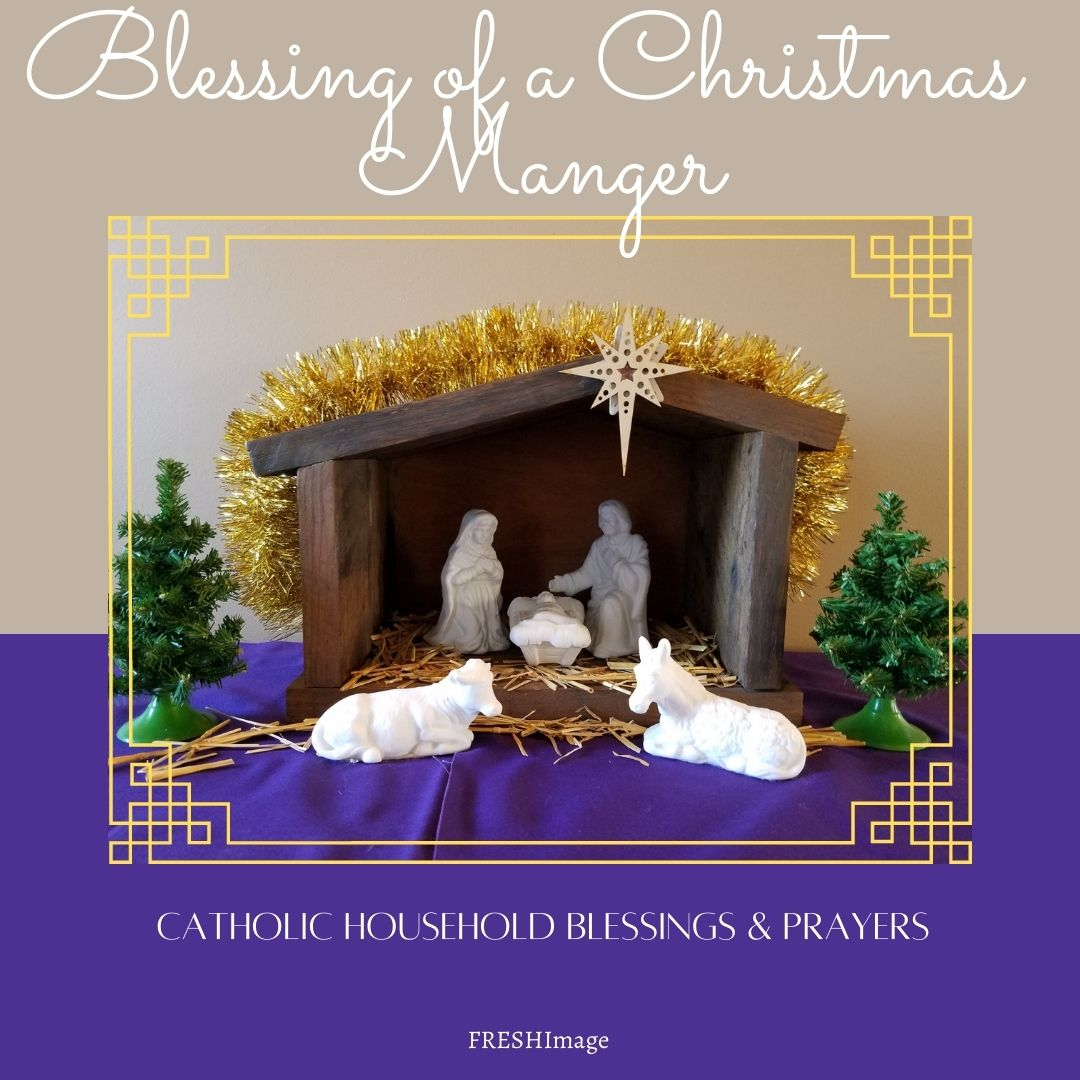 Blessing of a Christmas
Manger
CATHOLIC HOUSEHOLD BLESSINGS & PRAYERS
FRESHImage